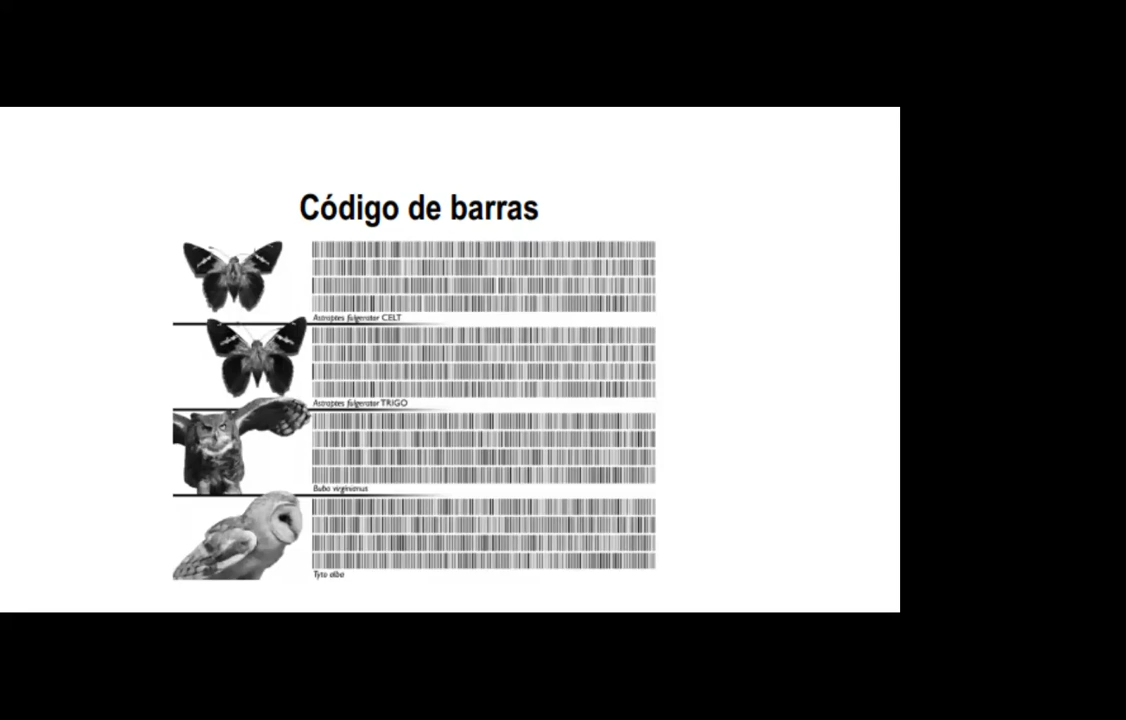 Código de barras
Astraptes fulgerator CELT
Astraptes fulgerator TRIGO
Bubo virginianus
Tyto alba